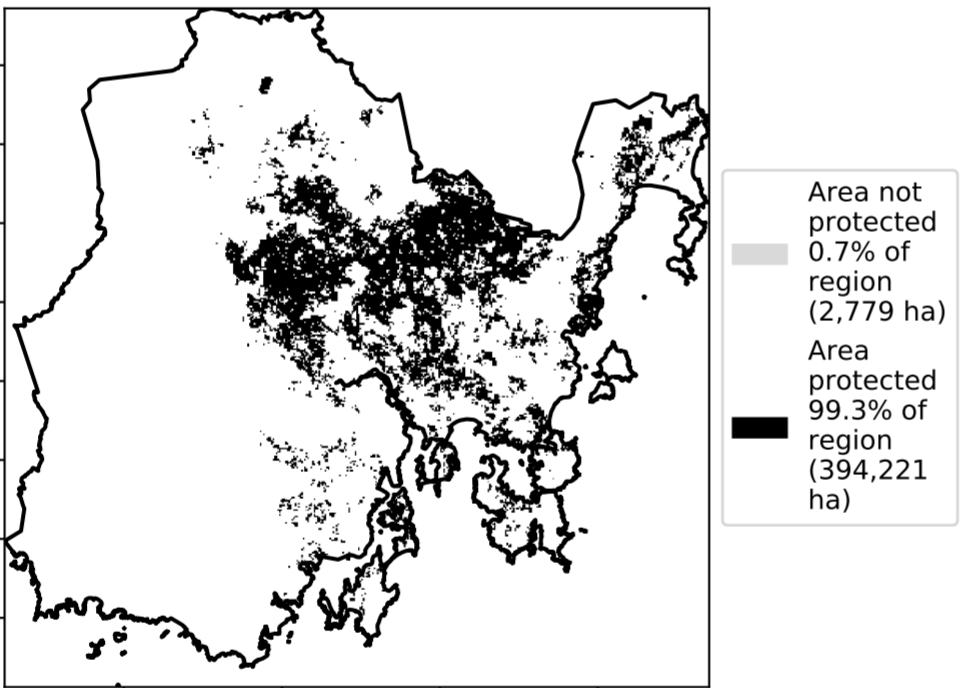 Area not
protected
0.7% of
region
(2,779 ha)
Area
protected
99.3% of
region
(394,221
ha)